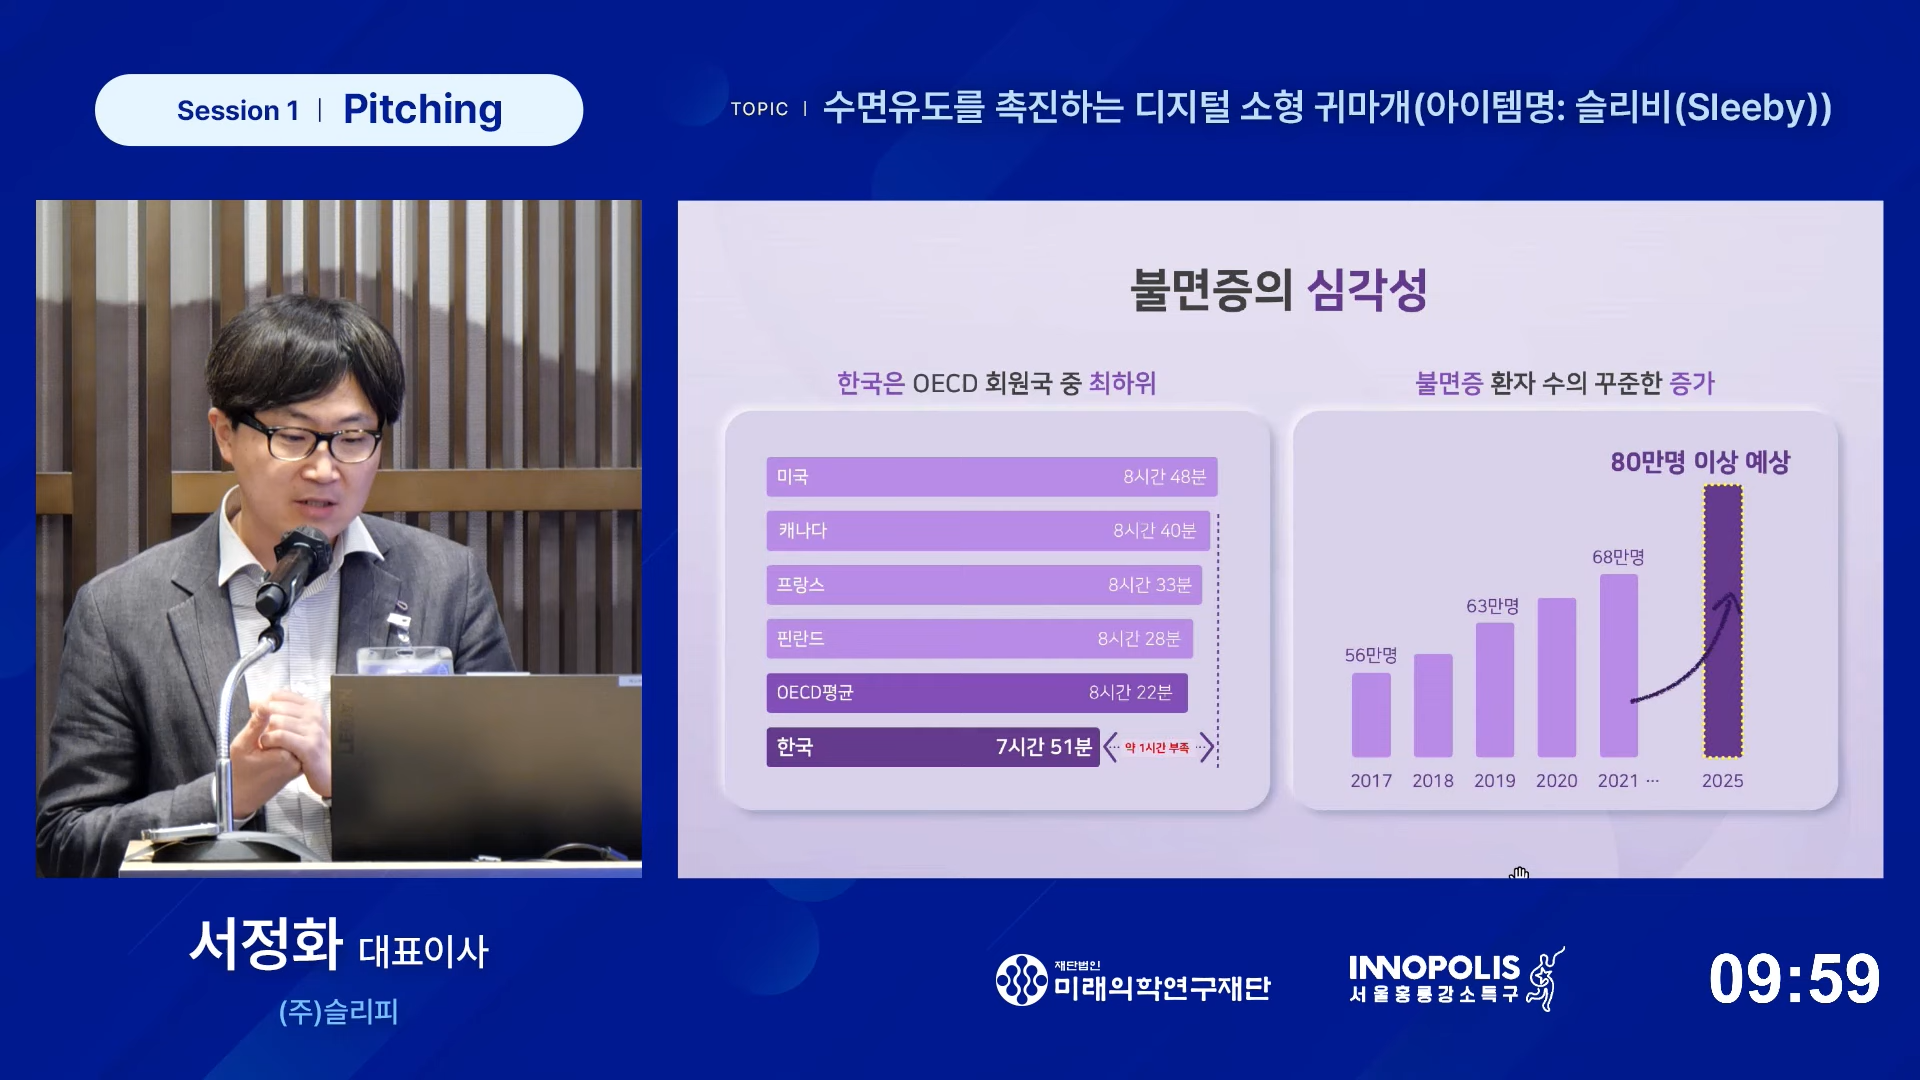 Session 1 | Pitching
TOPIC | 수면유도를 촉진하는 디지털 소형 귀마개(아이템명: 슬리비(Sleeby))
불면증의 심각성
한국은 OECD 회원국 중 최하위
미국 8시간 48분
캐나다 8시간 40분
프랑스 8시간 33분
핀란드 8시간 28분
OECD평균 8시간 22분
한국 7시간 51분
약 1시간 부족
불면증 환자 수의 꾸준한 증가
80만명 이상 예상
68만명
63만명
56만명
2017 2018 2019 2020 2021 ··· 2025
서정화 대표이사
(주)슬리피
재단법인
미래의학연구재단
INNOPOLIS
서울홍릉강소특구
09:59